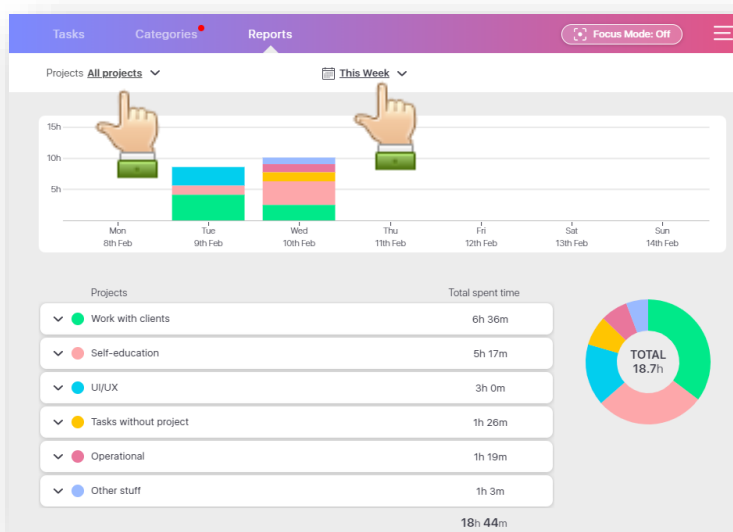 Tasks Categories Reports Focus Mode: Off
Projects All projects This Week
15h
10h
5h
Mon Tue Wed Thu Fri Sat Sun
8th Feb 9th Feb 10th Feb 11th Feb 12th Feb 13th Feb 14th Feb
Projects Total spent time
Work with clients 6h 36m
Self-education 5h 17m
UI/UX 3h 0m
Tasks without project 1h 26m
Operational 1h 19m
Other stuff 1h 3m
18h 44m
TOTAL
18.7h